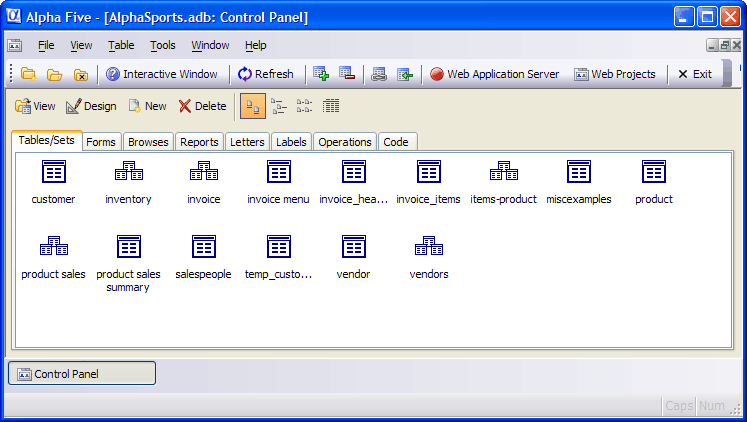 Alpha Five - [AlphaSports.adb: Control Panel]
File View Table Tools Window Help
Interactive Window Refresh Web Application Server Web Projects Exit
View Design New Delete
Tables/Sets Forms Browses Reports Letters Labels Operations Code
customer inventory invoice invoice menu invoice_hea... invoice_items items-product miscexamples product
product sales product sales summary salespeople temp_custo... vendor vendors
Control Panel
Caps Num